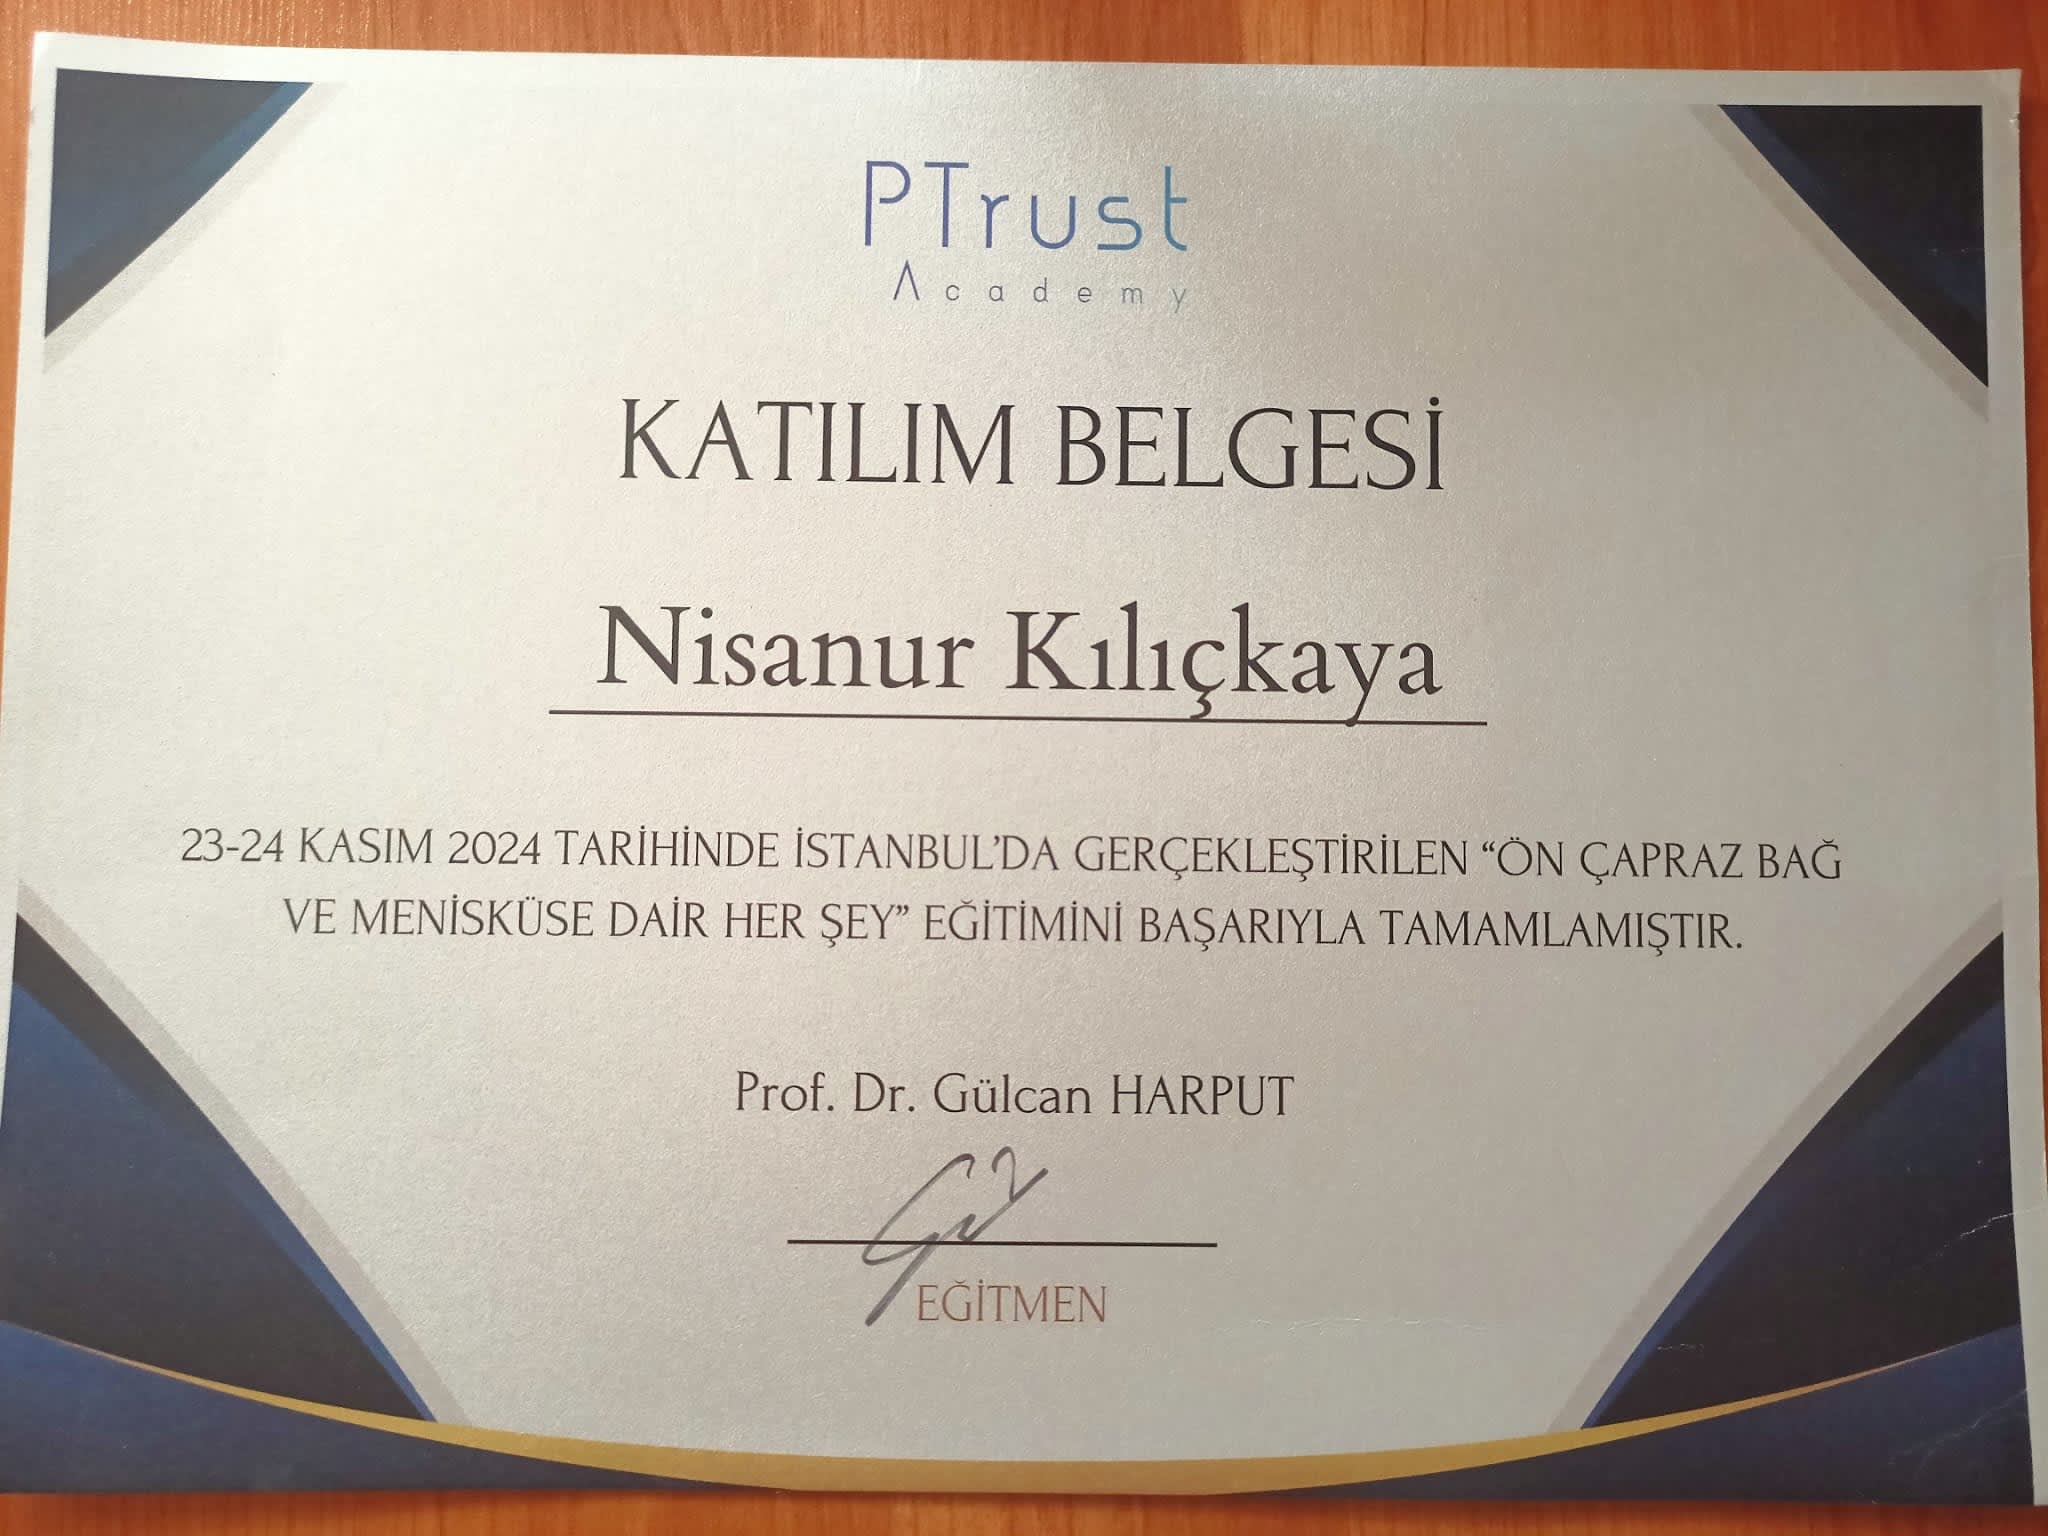 PTrust
Academy
KATILIM BELGESİ
Nisanur Kılıçkaya
23-24 KASIM 2024 TARİHİNDE İSTANBUL’DA GERÇEKLEŞTİRİLEN “ÖN ÇAPRAZ BAĞ
VE MENİSKÜSE DAİR HER ŞEY” EĞİTİMİNİ BAŞARIYLA TAMAMLAMIŞTIR.
Prof. Dr. Gülcan HARPUT
EĞİTMEN